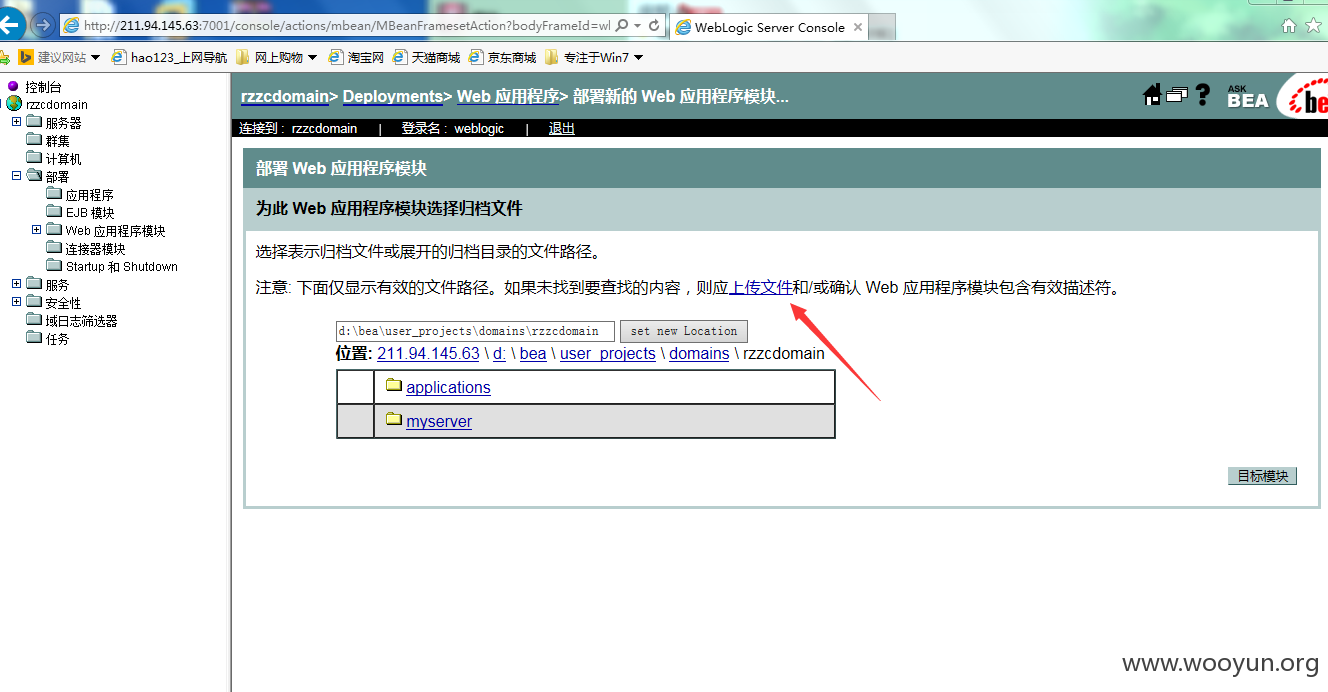 http://211.94.145.63:7001/console/actions/mbean/MBeanFramesetAction?bodyFrameId=wl
WebLogic Server Console
建议网站
hao123_上网导航
网上购物
淘宝网
天猫商城
京东商城
专注于Win7
控制台
rzzcdomain
服务器
群集
计算机
部署
应用程序
EJB 模块
Web 应用程序模块
连接器模块
Startup 和 Shutdown
服务
安全性
域日志筛选器
任务
rzzcdomain> Deployments> Web 应用程序> 部署新的 Web 应用程序模块...
ASK
BEA
bea
连接到 : rzzcdomain | 登录名 : weblogic | 退出
部署 Web 应用程序模块
为此 Web 应用程序模块选择归档文件
选择表示归档文件或展开的归档目录的文件路径。
注意: 下面仅显示有效的文件路径。如果未找到要查找的内容，则应上传文件和/或确认 Web 应用程序模块包含有效描述符。
d:\bea\user_projects\domains\rzzcdomain
set new Location
位置: 211.94.145.63 \ d: \ bea \ user_projects \ domains \ rzzcdomain
applications
myserver
目标模块
www.wooyun.org